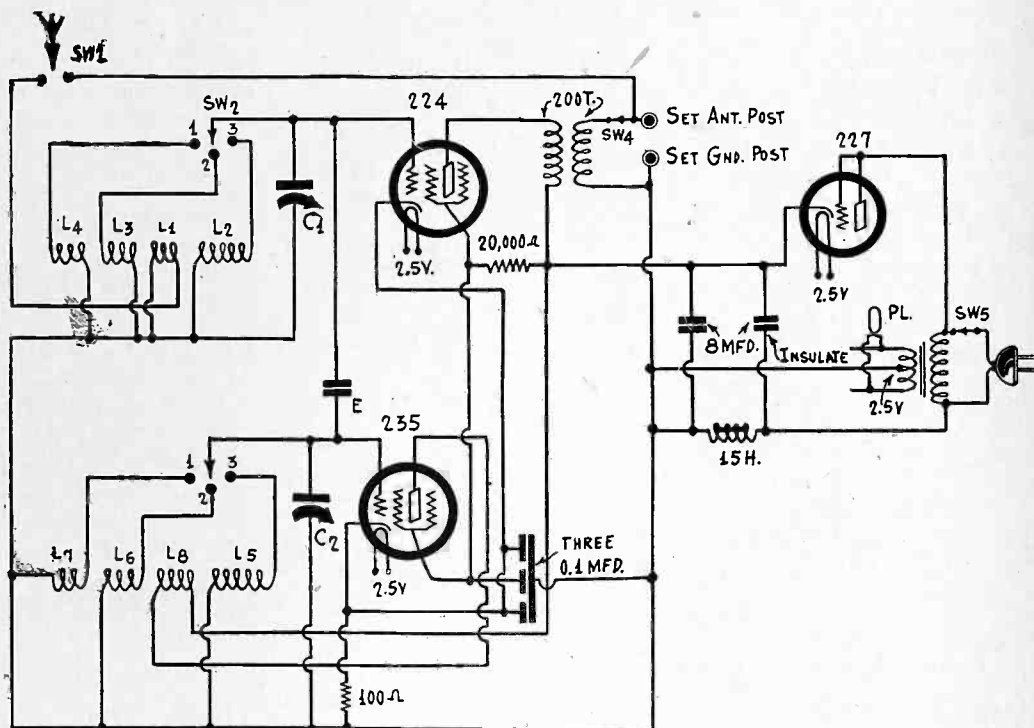 SW1
SW2
1
3
2
L4
L3
L1
L2
C1
224
2.5V.
200T.
SW4
SET ANT. POST
SET GND. POST
20,000Ω
227
2.5V
PL.
SW5
8 MFD.
INSULATE
2.5V
15H.
E
235
1
3
2
L7
L6
L8
L5
C2
2.5V
THREE
0.1 MFD.
100Ω